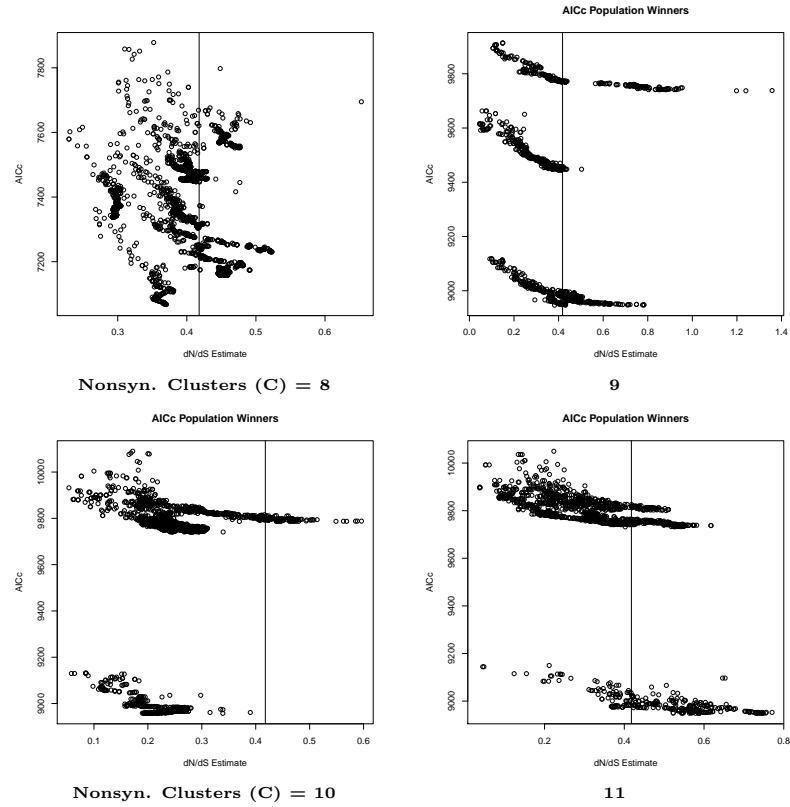 AICc Population Winners
AICc
7200 7400 7600 7800
0.3 0.4 0.5 0.6
dN/dS Estimate
AICc
9000 9200 9400 9600 9800
0.0 0.2 0.4 0.6 0.8 1.0 1.2 1.4
dN/dS Estimate
Nonsyn. Clusters (C) = 8
9
AICc Population Winners
AICc Population Winners
AICc
9000 9200 9400 9600 9800 10000
0.1 0.2 0.3 0.4 0.5 0.6
dN/dS Estimate
AICc
9000 9200 9400 9600 9800 10000
0.2 0.4 0.6 0.8
dN/dS Estimate
Nonsyn. Clusters (C) = 10
11